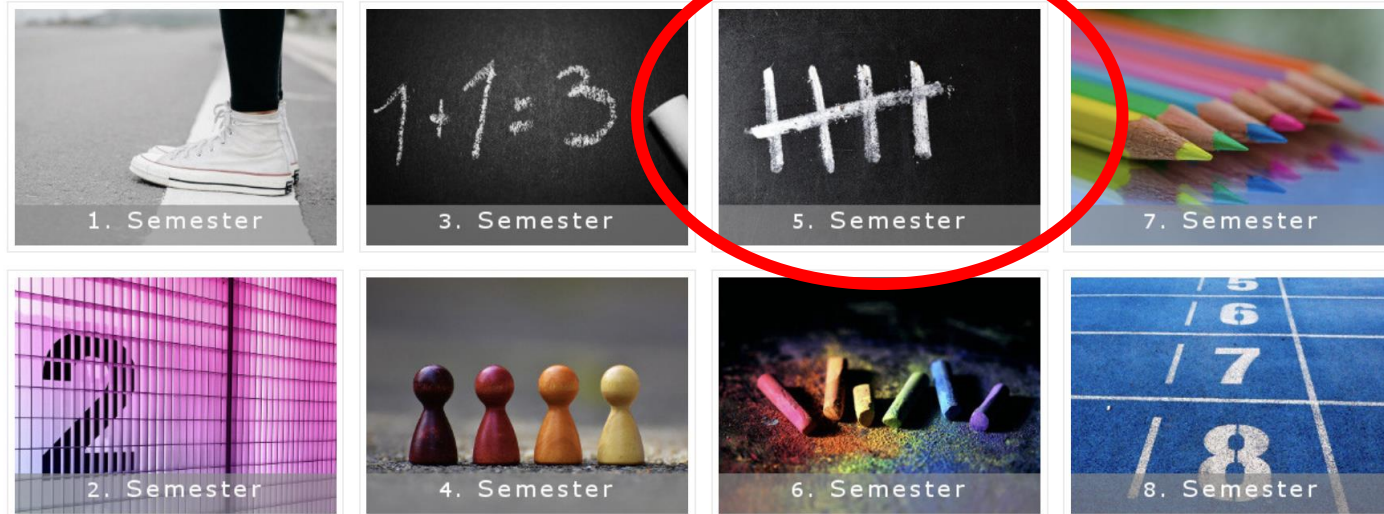 1+1=3
1. Semester
3. Semester
5. Semester
7. Semester
2
5
6
7
8
2. Semester
4. Semester
6. Semester
8. Semester